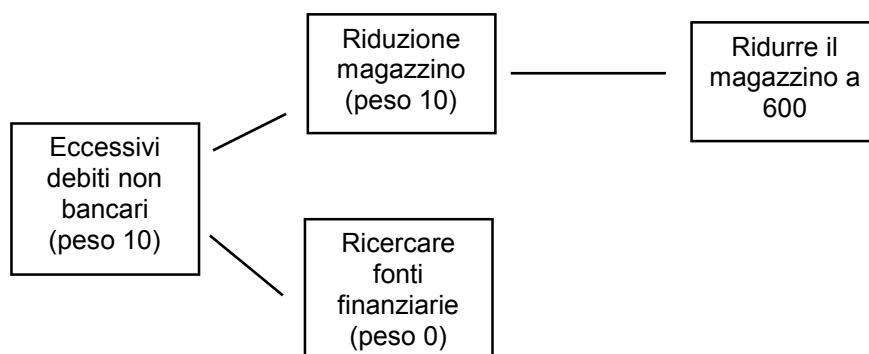 Eccessivi
debiti non
bancari
(peso 10)
Riduzione
magazzino
(peso 10)
Ridurre il
magazzino a
600
Ricercare
fonti
finanziarie
(peso 0)